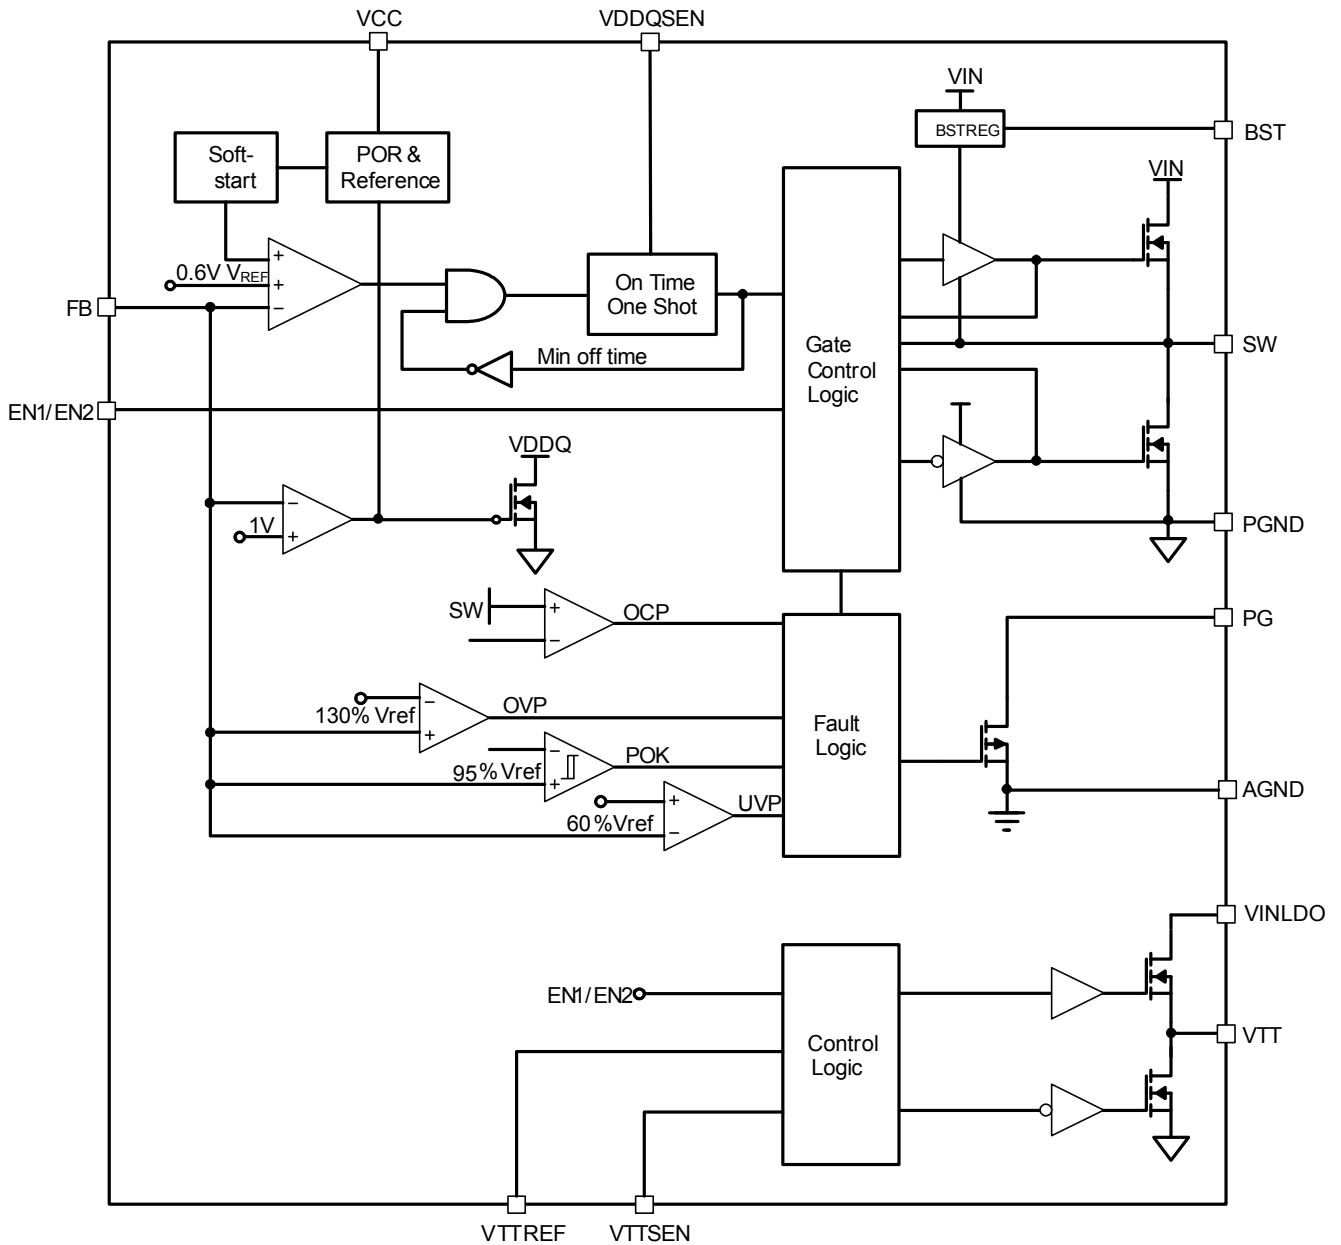 VCC
VDDQSEN
VIN
BSTREG
BST
Soft-
start
POR &
Reference
VIN
0.6V VREF
+
+
−
FB
On Time
One Shot
Min off time
Gate
Control
Logic
SW
EN1/EN2
VDDQ
−
1V
+
PGND
SW
+
−
OCP
PG
−
130% Vref
+
OVP
Fault
Logic
−
95% Vref
+
POK
+
60%Vref
−
UVP
AGND
VINLDO
EN1/EN2
Control
Logic
VTT
VTTREF
VTTSEN